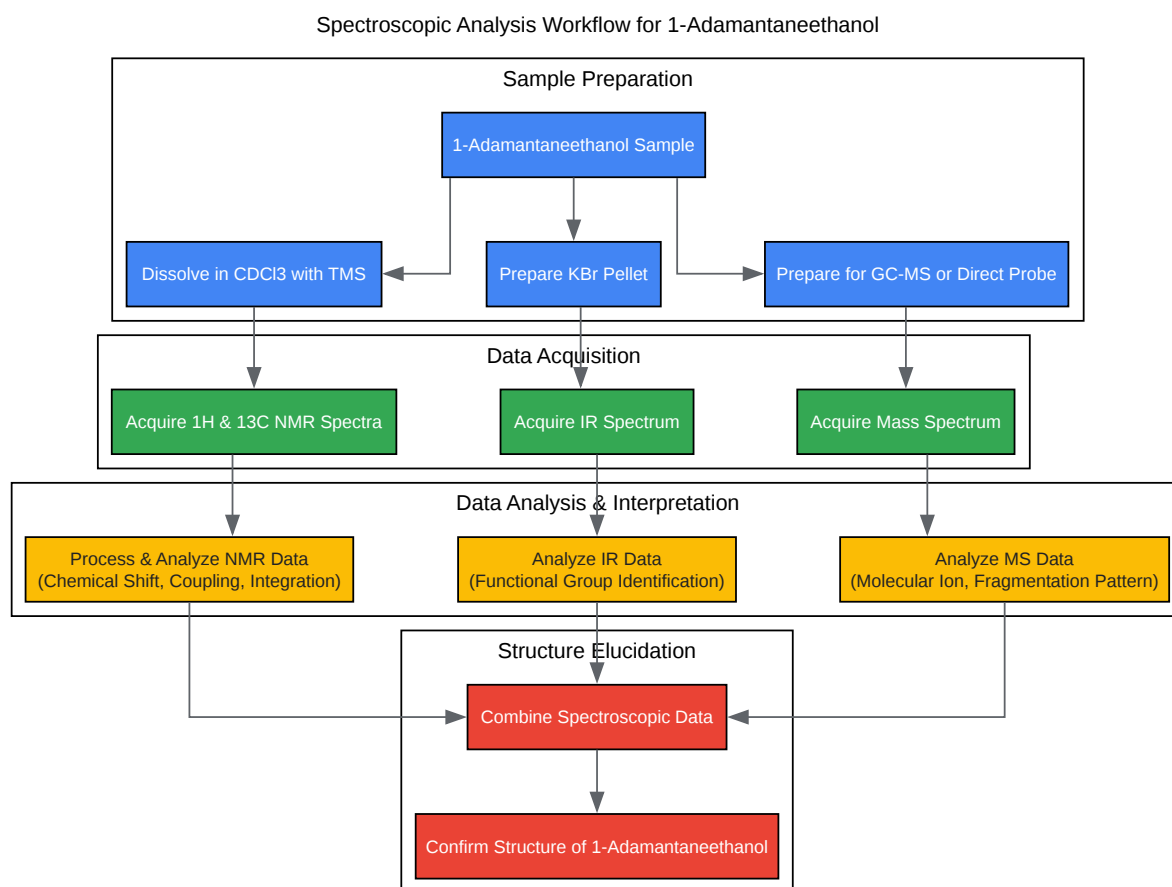 Spectroscopic Analysis Workflow for 1-Adamantaneethanol
Sample Preparation
1-Adamantaneethanol Sample
Dissolve in CDCl3 with TMS
Prepare KBr Pellet
Prepare for GC-MS or Direct Probe
Data Acquisition
Acquire 1H & 13C NMR Spectra
Acquire IR Spectrum
Acquire Mass Spectrum
Data Analysis & Interpretation
Process & Analyze NMR Data
(Chemical Shift, Coupling, Integration)
Analyze IR Data
(Functional Group Identification)
Analyze MS Data
(Molecular Ion, Fragmentation Pattern)
Structure Elucidation
Combine Spectroscopic Data
Confirm Structure of 1-Adamantaneethanol